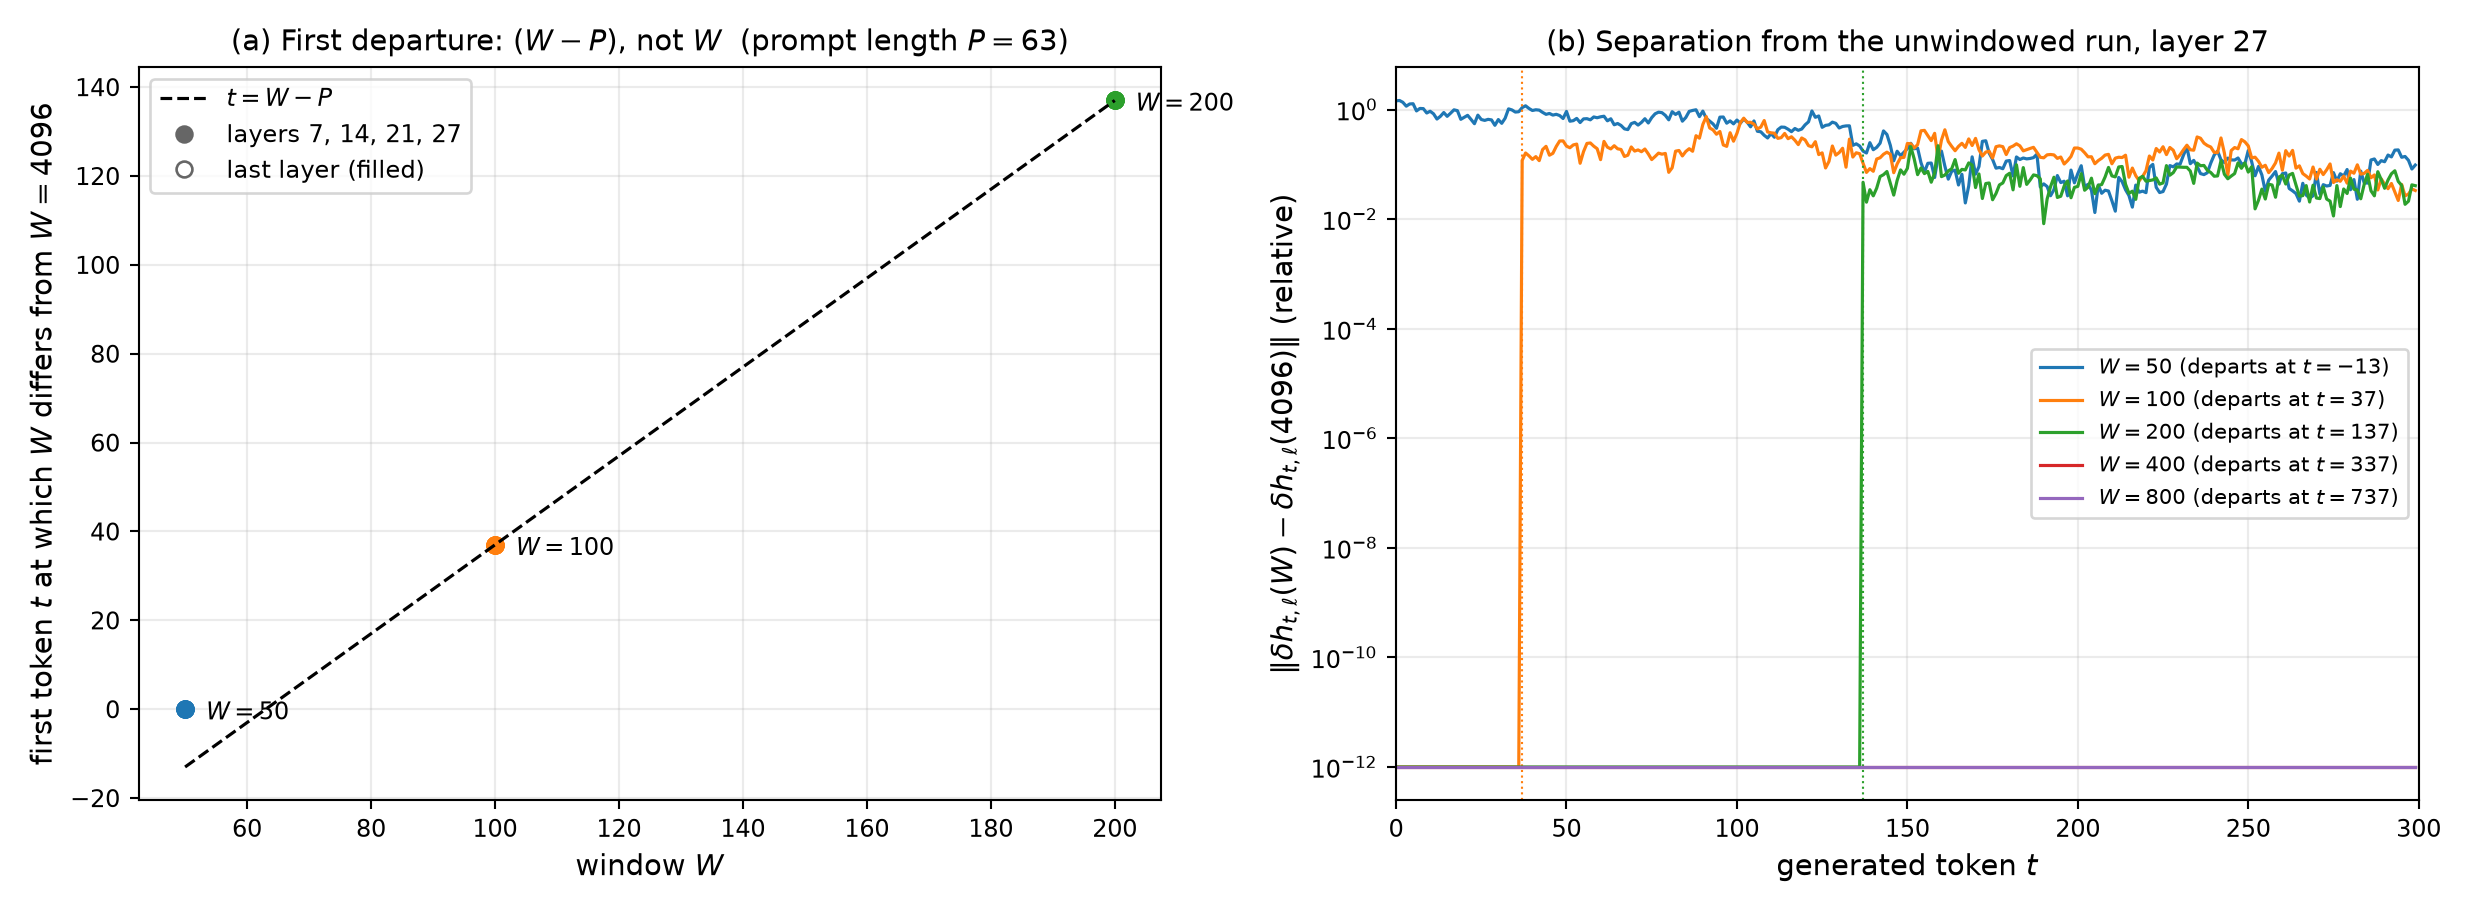 (a) First departure: (W − P), not W (prompt length P = 63)
first token t at which W differs from W = 4096
140
120
100
80
60
40
20
0
−20
t = W − P
layers 7, 14, 21, 27
last layer (filled)
W = 200
W = 100
W = 50
60 80 100 120 140 160 180 200
window W
(b) Separation from the unwindowed run, layer 27
‖δh_{t,ℓ}(W) − δh_{t,ℓ}(4096)‖ (relative)
10⁰
10⁻²
10⁻⁴
10⁻⁶
10⁻⁸
10⁻¹⁰
10⁻¹²
W = 50 (departs at t = −13)
W = 100 (departs at t = 37)
W = 200 (departs at t = 137)
W = 400 (departs at t = 337)
W = 800 (departs at t = 737)
0 50 100 150 200 250 300
generated token t